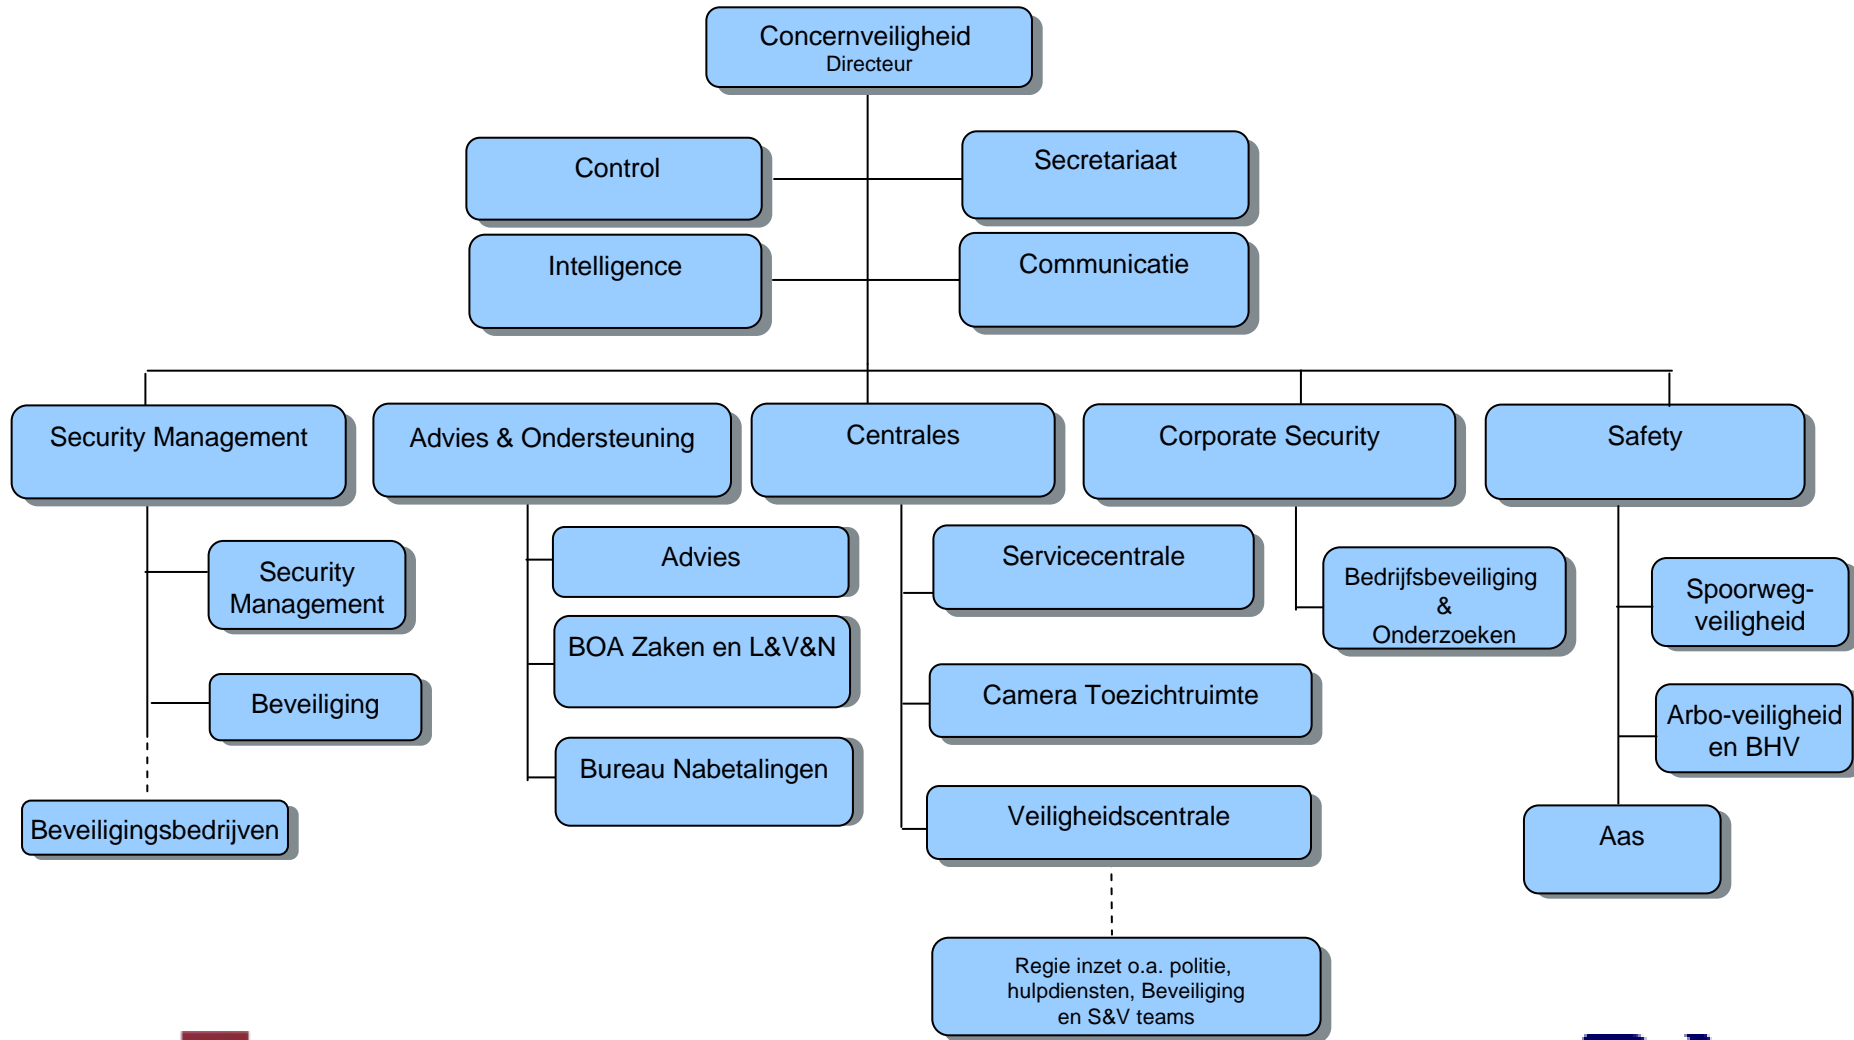 Concernveiligheid
Directeur
Control
Secretariaat
Intelligence
Communicatie
Security Management
Advies & Ondersteuning
Centrales
Corporate Security
Safety
Security
Management
Beveiliging
Beveiligingsbedrijven
Advies
BOA Zaken en L&V&N
Bureau Nabetalingen
Servicecentrale
Camera Toezichtruimte
Veiligheidscentrale
Regie inzet o.a. politie,
hulpdiensten, Beveiliging
en S&V teams
Bedrijfsbeveiliging
&
Onderzoeken
Spoorweg-
veiligheid
Arbo-veiligheid
en BHV
Aas